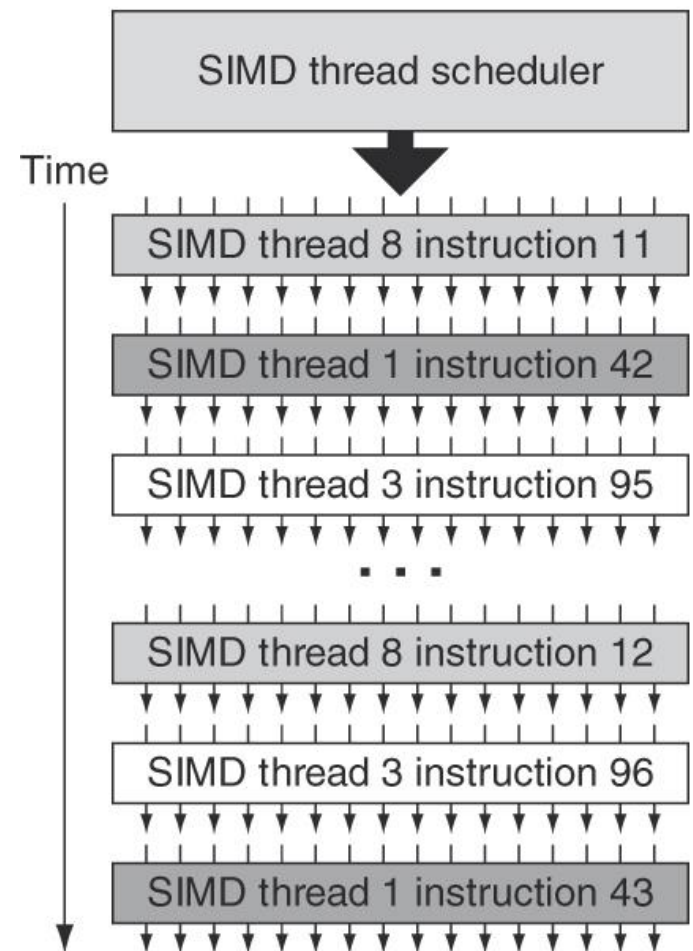 SIMD thread scheduler
Time
SIMD thread 8 instruction 11
SIMD thread 1 instruction 42
SIMD thread 3 instruction 95
. . .
SIMD thread 8 instruction 12
SIMD thread 3 instruction 96
SIMD thread 1 instruction 43